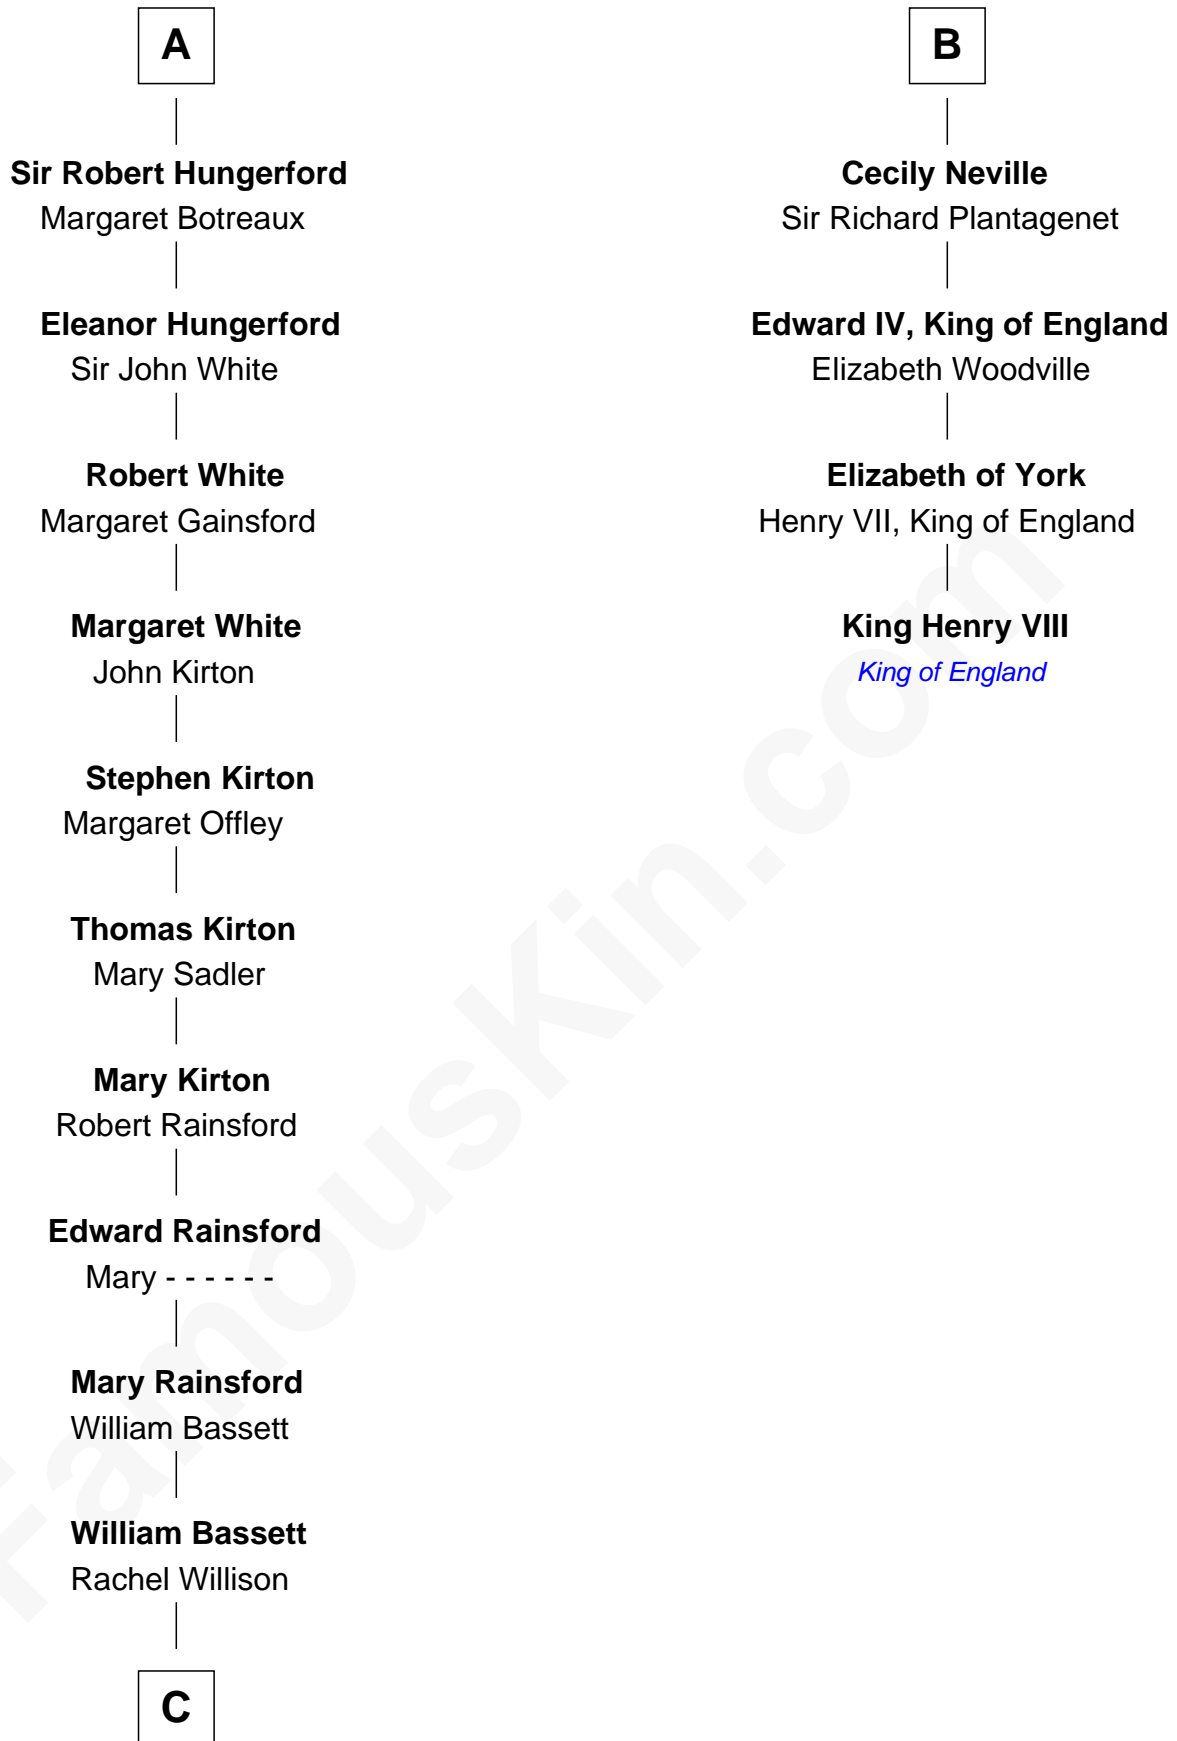 A
Sir Robert Hungerford
Margaret Botreaux
Eleanor Hungerford
Sir John White
Robert White
Margaret Gainsford
Margaret White
John Kirton
Stephen Kirton
Margaret Offley
Thomas Kirton
Mary Sadler
Mary Kirton
Robert Rainsford
Edward Rainsford
Mary - - - - - -
Mary Rainsford
William Bassett
William Bassett
Rachel Willison
C
B
Cecily Neville
Sir Richard Plantagenet
Edward IV, King of England
Elizabeth Woodville
Elizabeth of York
Henry VII, King of England
King Henry VIII
King of England
FamousKin.com